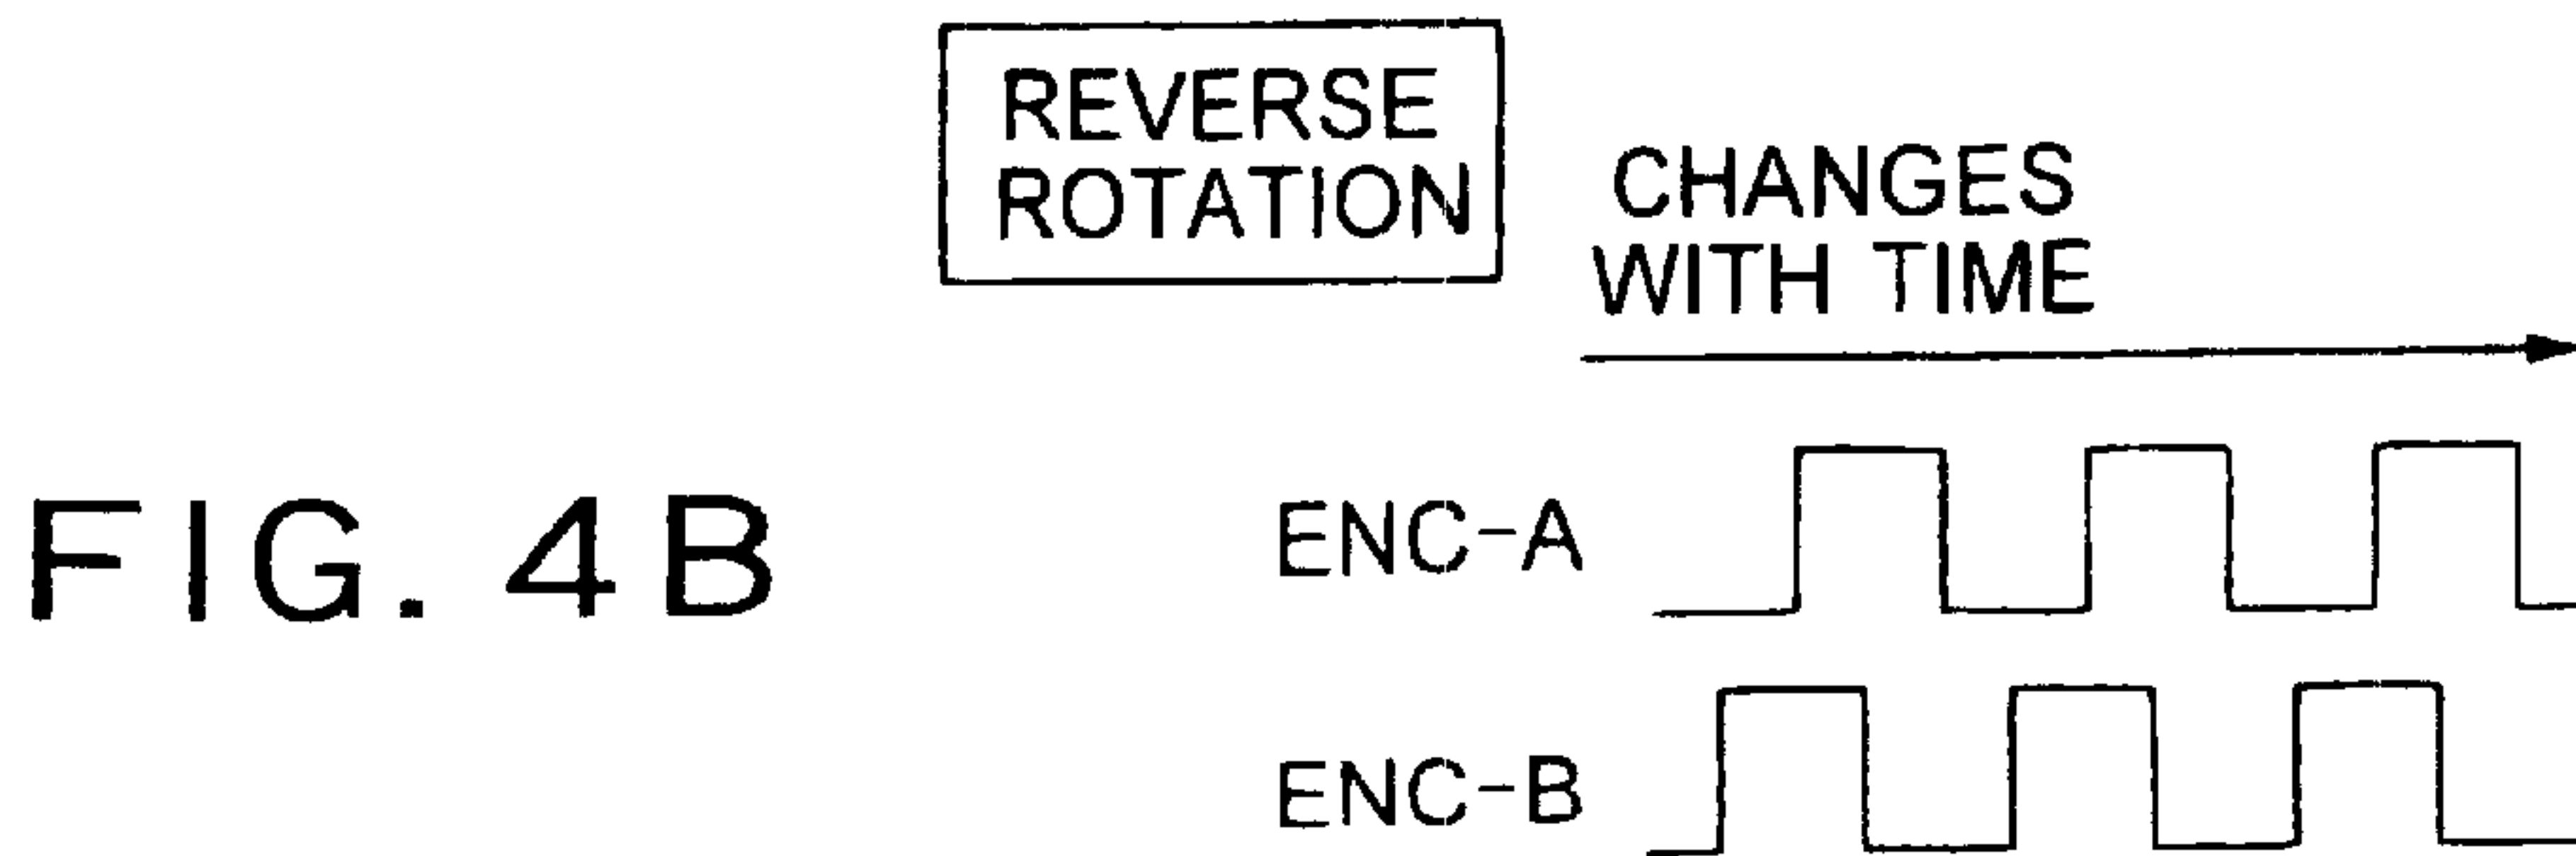 REVERSE
ROTATION
CHANGES
WITH TIME
FIG. 4B
ENC-A
ENC-B